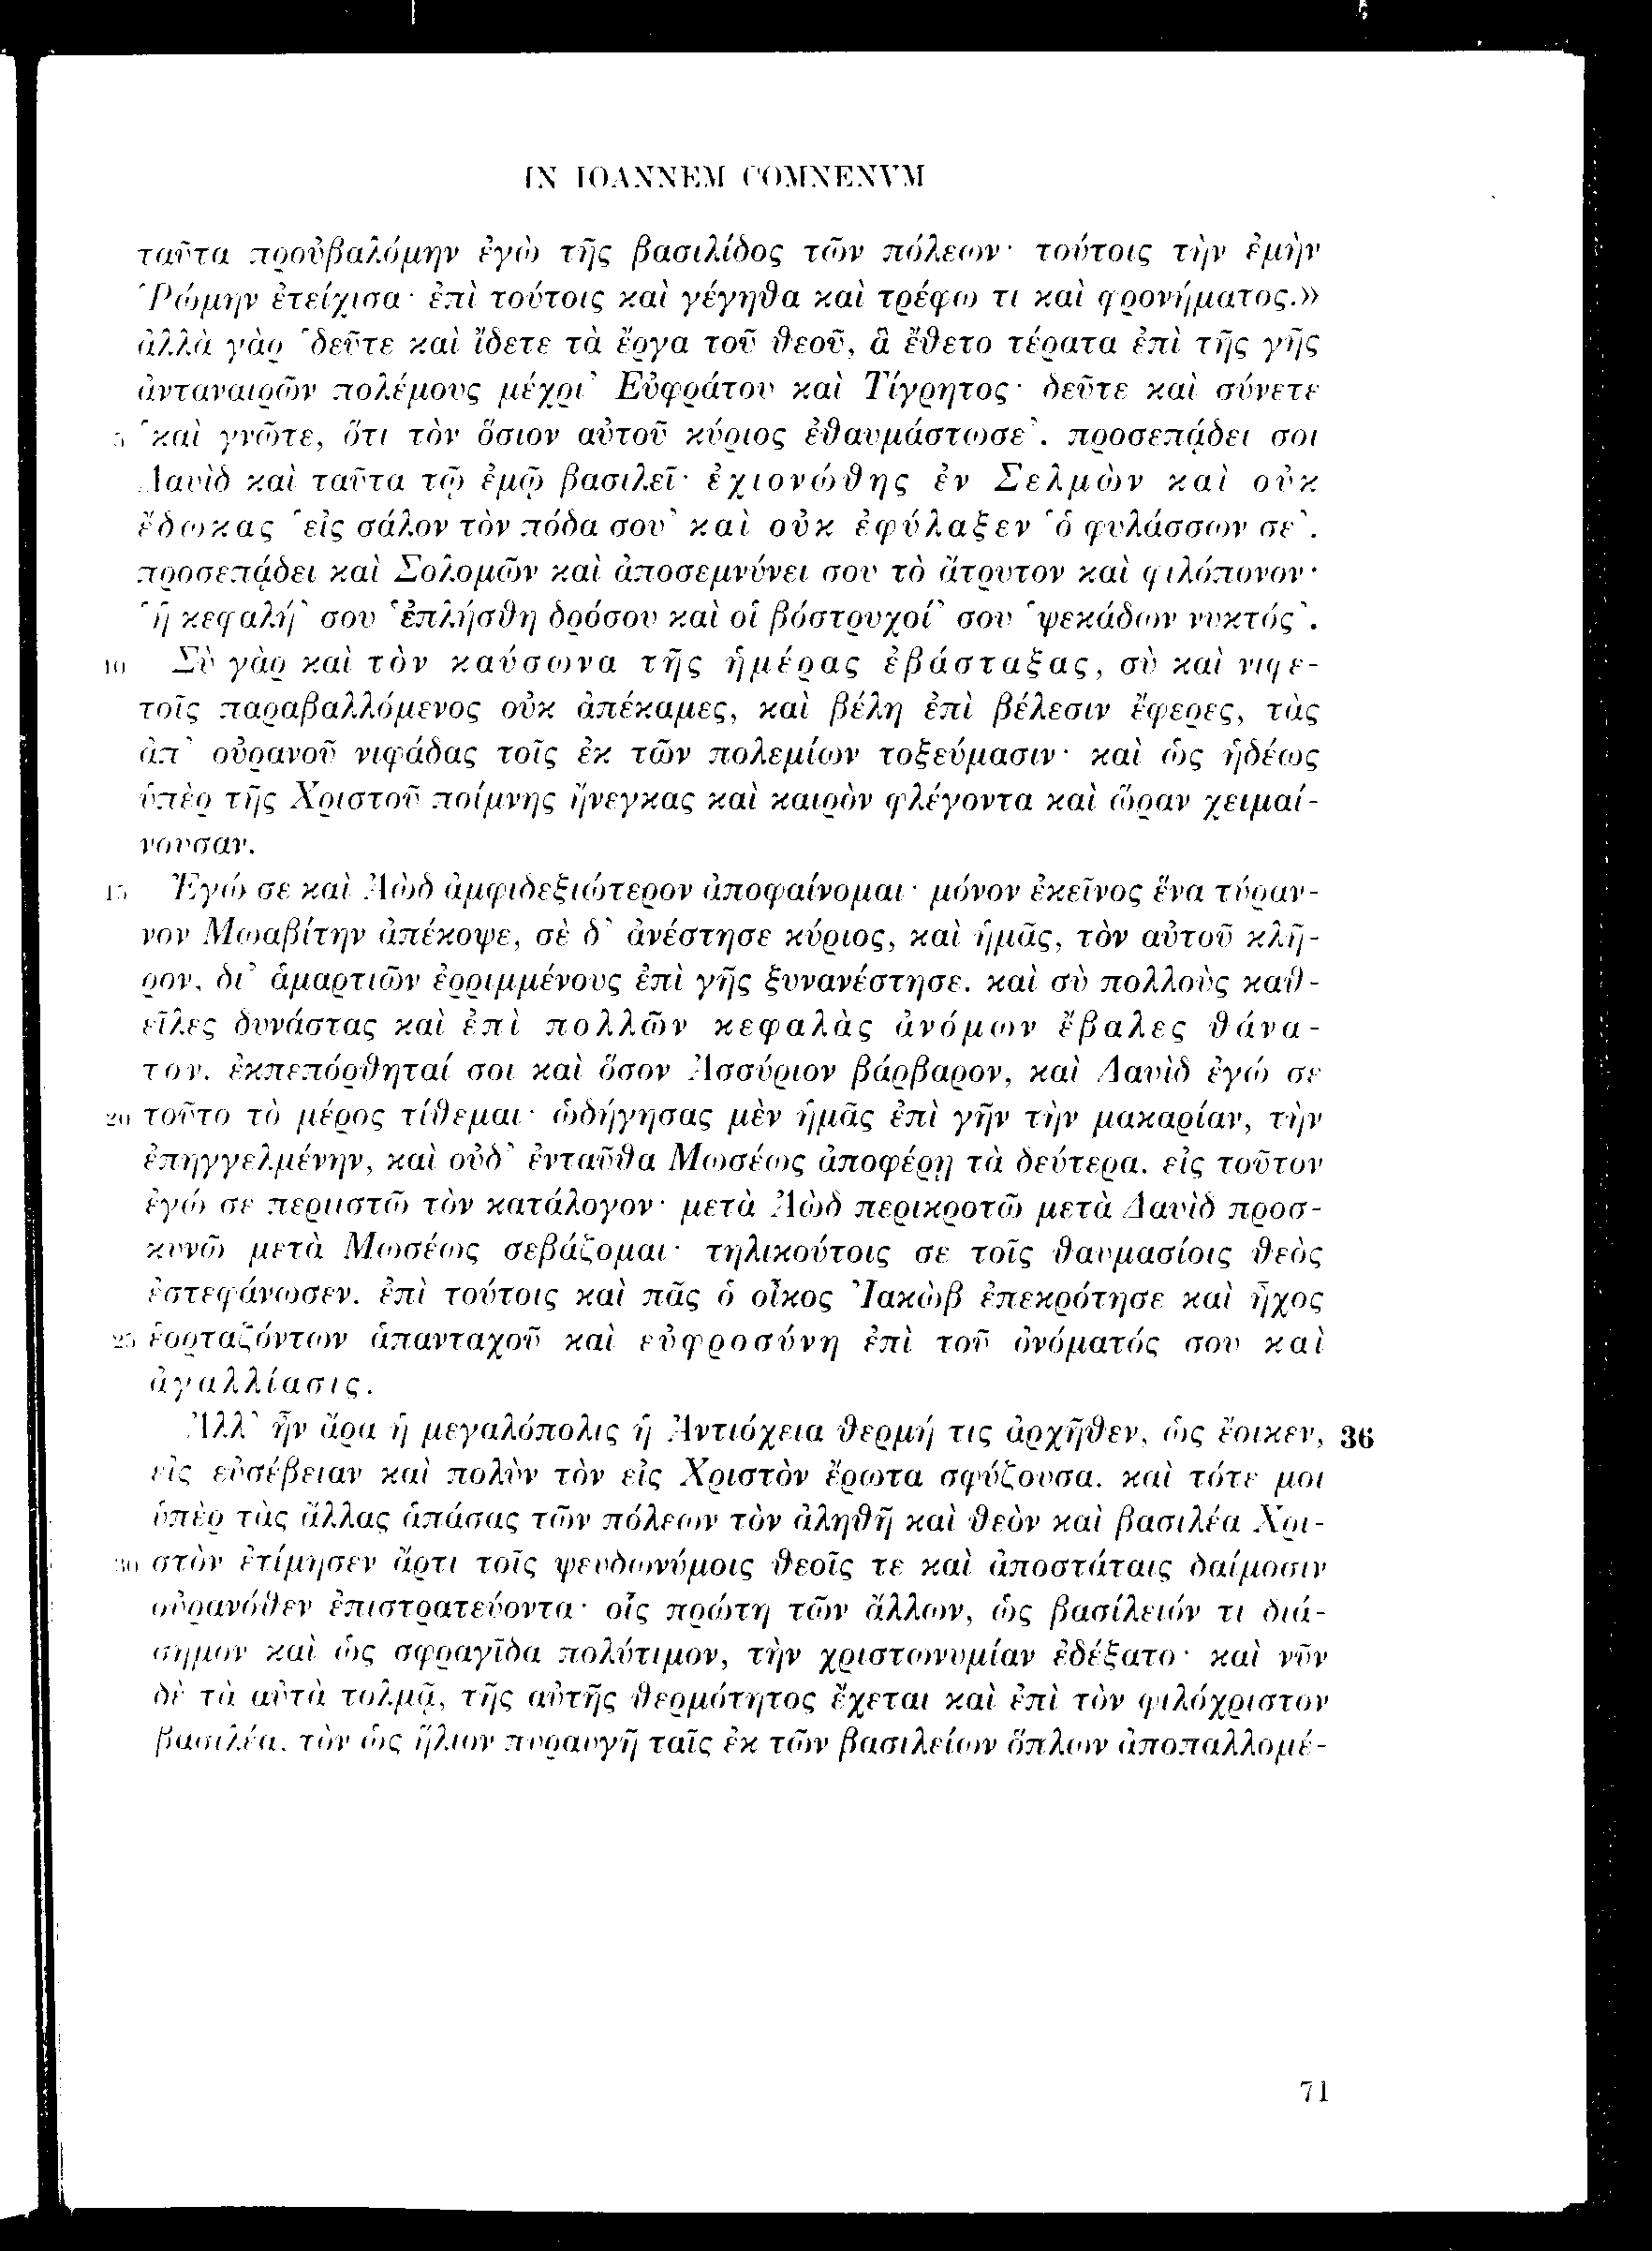 IN IOANNEM COMNENVM
ταῦτα προὐβαλόμην ἐγὼ τῆς βασιλίδος τῶν πόλεων· τούτοις τὴν ἐμὴν
Ῥώμην ἐτείχισα· ἐπὶ τούτοις καὶ γέγηθα καὶ τρέφω τι καὶ φρονήματος.»
ἀλλὰ γὰρ ‛δεῦτε καὶ ἴδετε τὰ ἔργα τοῦ θεοῦ, ἃ ἔθετο τέρατα ἐπὶ τῆς γῆς
ἀνταναιρῶν πολέμους μέχρι’ Εὐφράτου καὶ Τίγρητος· δεῦτε καὶ σύνετε
5 ‛καὶ γνῶτε, ὅτι τὸν ὅσιον αὐτοῦ κύριος ἐθαυμάστωσε’. προσεπᾴδει σοι
Δαυὶδ καὶ ταῦτα τῷ ἐμῷ βασιλεῖ· ἐχιονώθης ἐν Σελμὼν καὶ οὐκ
ἔδωκας ‛εἰς σάλον τὸν πόδα σου’ καὶ οὐκ ἐφύλαξεν ‛ὁ φυλάσσων σε’.
προσεπᾴδει καὶ Σολομῶν καὶ ἀποσεμνύνει σου τὸ ἄτρυτον καὶ φιλόπονον·
‛ἡ κεφαλή’ σου ‛ἐπλήσθη δρόσου καὶ οἱ βόστρυχοί’ σου ‛ψεκάδων νυκτός’.
10 Σὺ γὰρ καὶ τὸν καύσωνα τῆς ἡμέρας ἐβάσταξας, σὺ καὶ νιφε-
τοῖς παραβαλλόμενος οὐκ ἀπέκαμες, καὶ βέλη ἐπὶ βέλεσιν ἔφερες, τὰς
ἀπ’ οὐρανοῦ νιφάδας τοῖς ἐκ τῶν πολεμίων τοξεύμασιν· καὶ ὡς ἡδέως
ὑπὲρ τῆς Χριστοῦ ποίμνης ἤνεγκας καὶ καιρὸν φλέγοντα καὶ ὥραν χειμαί-
νουσαν.
15 Ἐγώ σε καὶ Ἀὼδ ἀμφιδεξιώτερον ἀποφαίνομαι· μόνον ἐκεῖνος ἕνα τύραν-
νον Μωαβίτην ἀπέκοψε, σὲ δ’ ἀνέστησε κύριος, καὶ ἡμᾶς, τὸν αὐτοῦ κλῆ-
ρον, δι’ ἁμαρτιῶν ἐρριμμένους ἐπὶ γῆς ξυνανέστησε. καὶ σὺ πολλοὺς καθ-
εῖλες δυνάστας καὶ ἐπὶ πολλῶν κεφαλὰς ἀνόμων ἔβαλες θάνα-
τον. ἐκπεπόρθηταί σοι καὶ ὅσον Ἀσσύριον βάρβαρον, καὶ Δαυὶδ ἐγώ σε
20 τοῦτο τὸ μέρος τίθεμαι· ὡδήγησας μὲν ἡμᾶς ἐπὶ γῆν τὴν μακαρίαν, τὴν
ἐπηγγελμένην, καὶ οὐδ’ ἐνταῦθα Μωσέως ἀποφέρῃ τὰ δεύτερα. εἰς τοῦτον
ἐγώ σε περιιστῶ τὸν κατάλογον· μετὰ Ἀὼδ περικροτῶ μετὰ Δαυὶδ προσ-
κυνῶ μετὰ Μωσέως σεβάζομαι· τηλικούτοις σε τοῖς θαυμασίοις θεὸς
ἐστεφάνωσεν. ἐπὶ τούτοις καὶ πᾶς ὁ οἶκος Ἰακὼβ ἐπεκρότησε καὶ ἦχος
25 ἑορταζόντων ἁπανταχοῦ καὶ εὐφροσύνη ἐπὶ τοῦ ὀνόματός σου καὶ
ἀγαλλίασις.
Ἀλλ’ ἦν ἄρα ἡ μεγαλόπολις ἡ Ἀντιόχεια θερμή τις ἀρχῆθεν, ὡς ἔοικεν, 36
εἰς εὐσέβειαν καὶ πολὺν τὸν εἰς Χριστὸν ἔρωτα σφύζουσα. καὶ τότε μοι
ὑπὲρ τὰς ἄλλας ἁπάσας τῶν πόλεων τὸν ἀληθῆ καὶ θεὸν καὶ βασιλέα Χρι-
30 στὸν ἐτίμησεν ἄρτι τοῖς ψευδωνύμοις θεοῖς τε καὶ ἀποστάταις δαίμοσιν
οὐρανόθεν ἐπιστρατεύοντα· οἷς πρώτη τῶν ἄλλων, ὡς βασίλειόν τι διά-
σημον καὶ ὡς σφραγῖδα πολύτιμον, τὴν χριστωνυμίαν ἐδέξατο· καὶ νῦν
δὲ τὰ αὐτὰ τολμᾷ, τῆς αὐτῆς θερμότητος ἔχεται καὶ ἐπὶ τὸν φιλόχριστον
βασιλέα, τὸν ὡς ἥλιον πυραυγῆ ταῖς ἐκ τῶν βασιλείων ὅπλων ἀποπαλλομέ-
71